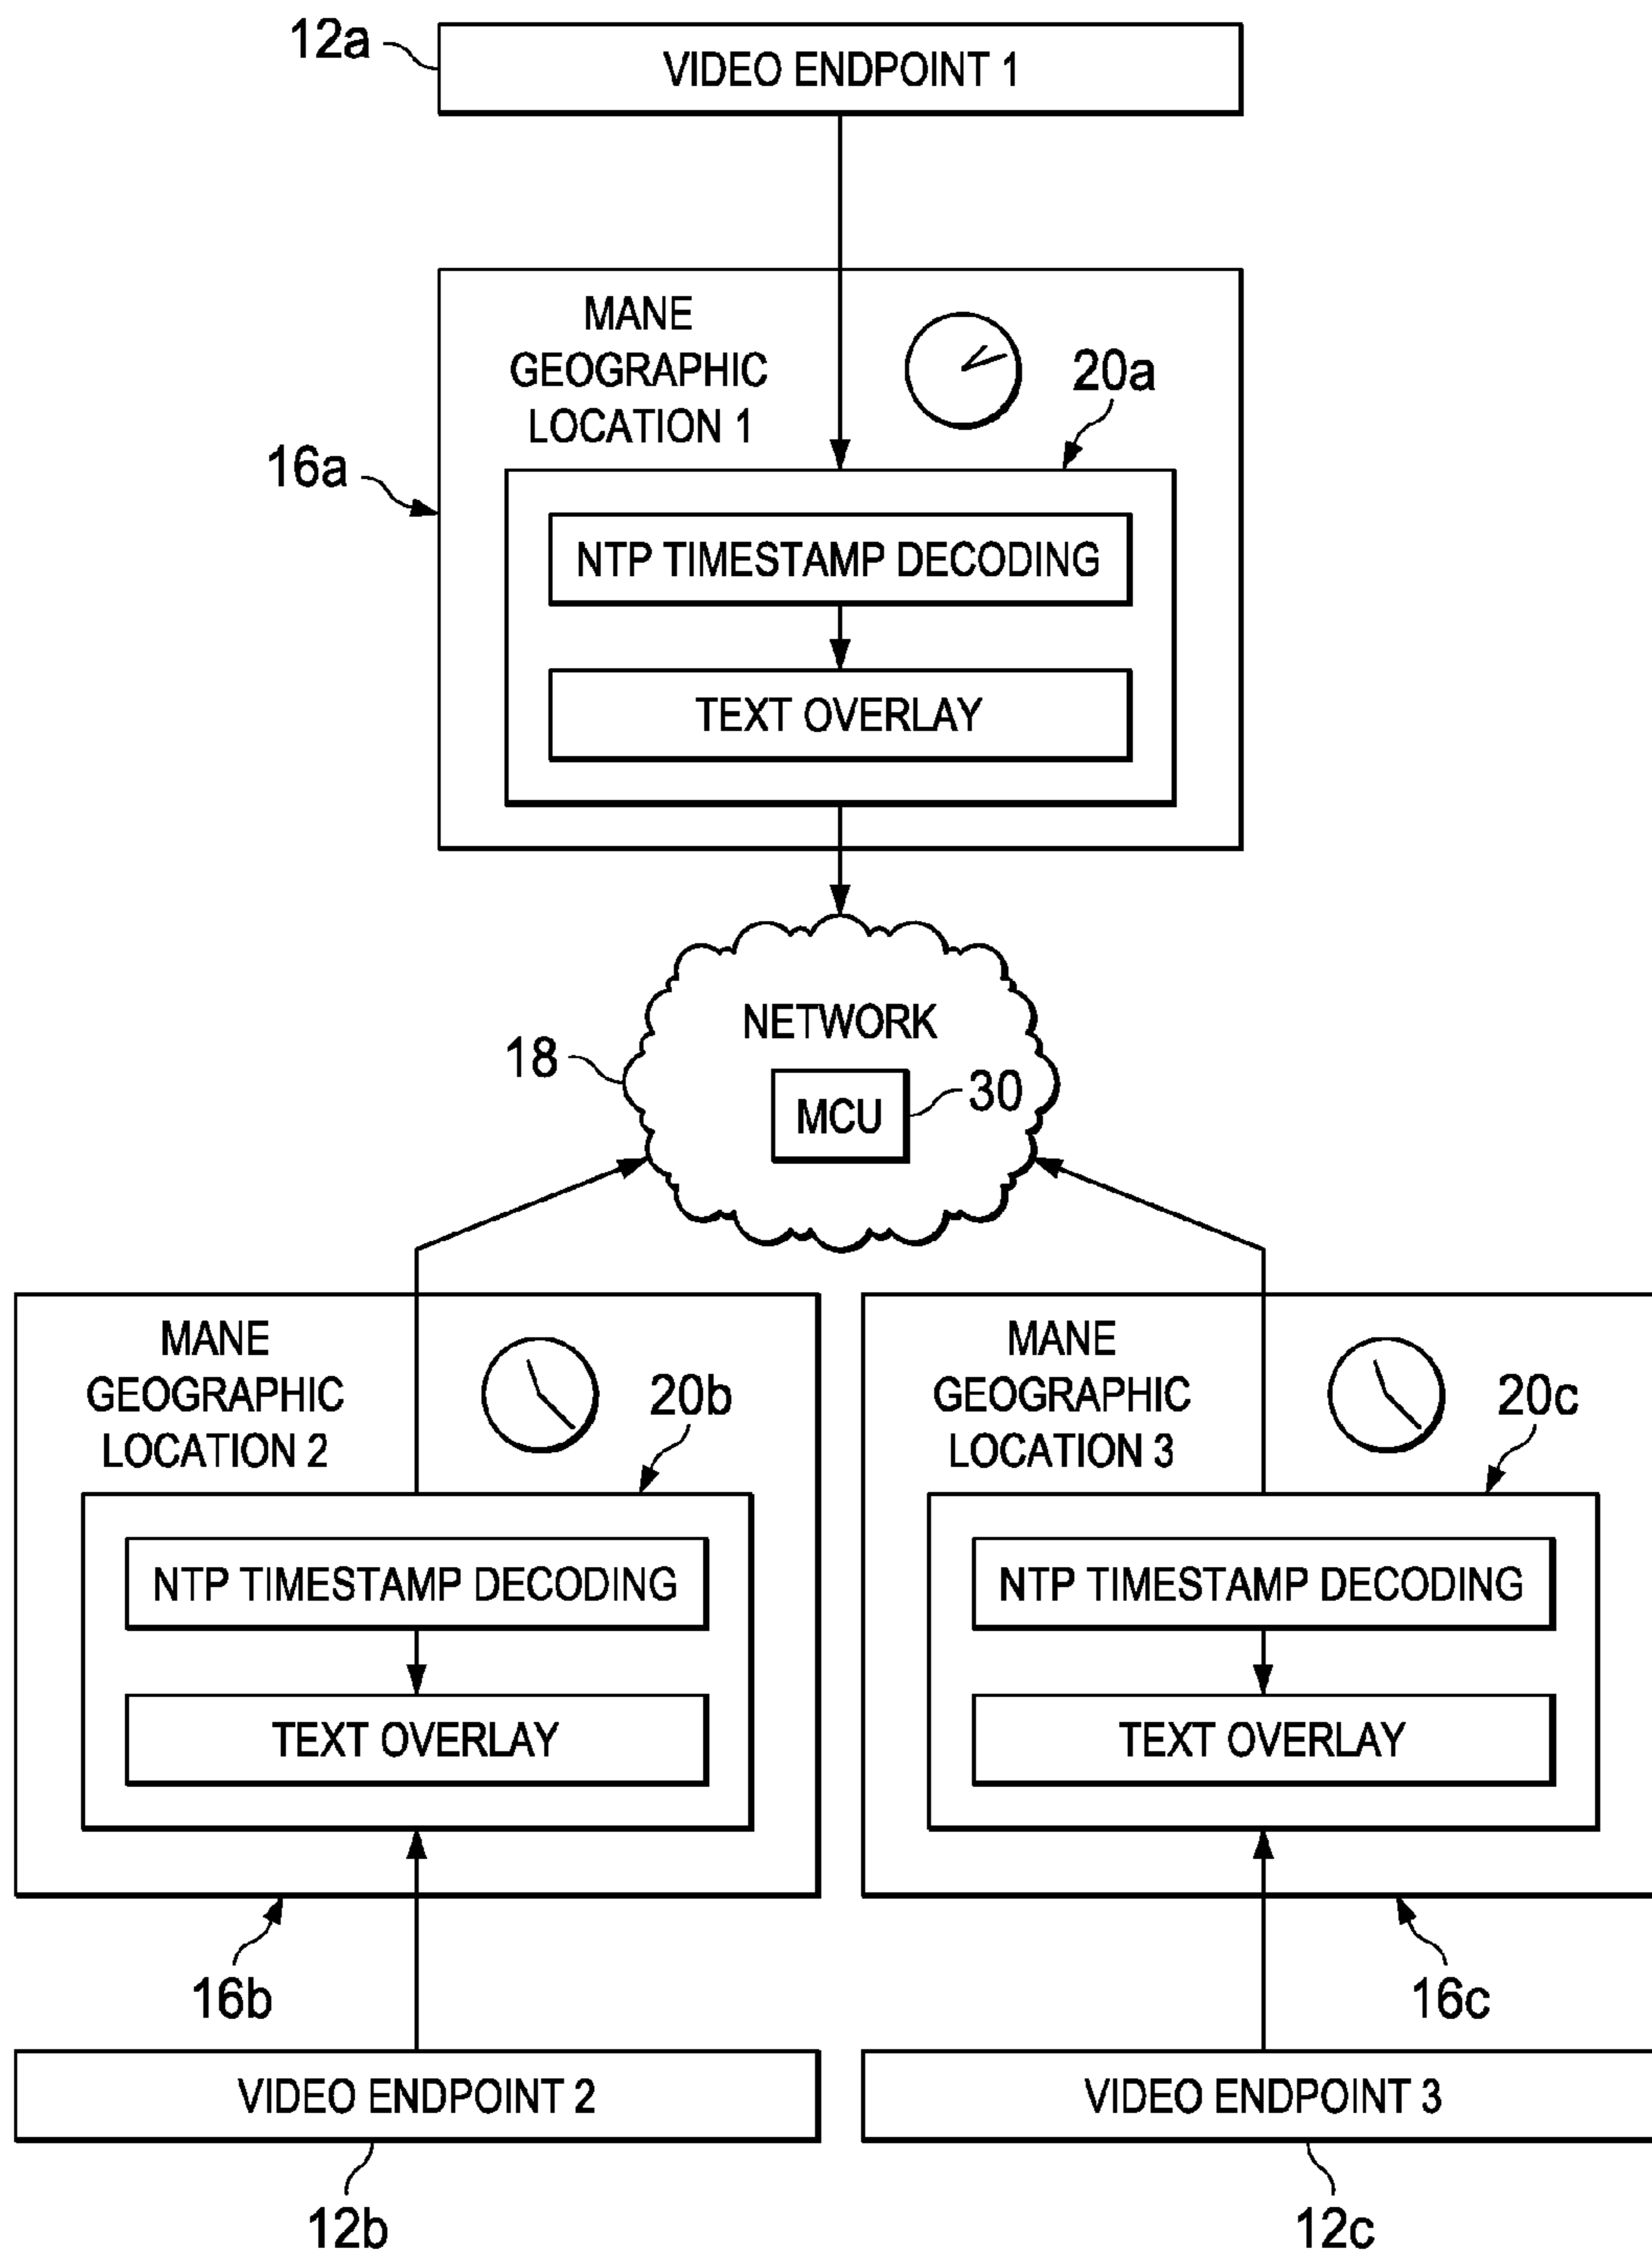 12a
VIDEO ENDPOINT 1
MANE
GEOGRAPHIC
LOCATION 1
20a
16a
NTP TIMESTAMP DECODING
TEXT OVERLAY
NETWORK
18
30
MCU
MANE
GEOGRAPHIC
LOCATION 2
20b
NTP TIMESTAMP DECODING
TEXT OVERLAY
16b
VIDEO ENDPOINT 2
12b
MANE
GEOGRAPHIC
LOCATION 3
20c
NTP TIMESTAMP DECODING
TEXT OVERLAY
16c
VIDEO ENDPOINT 3
12c